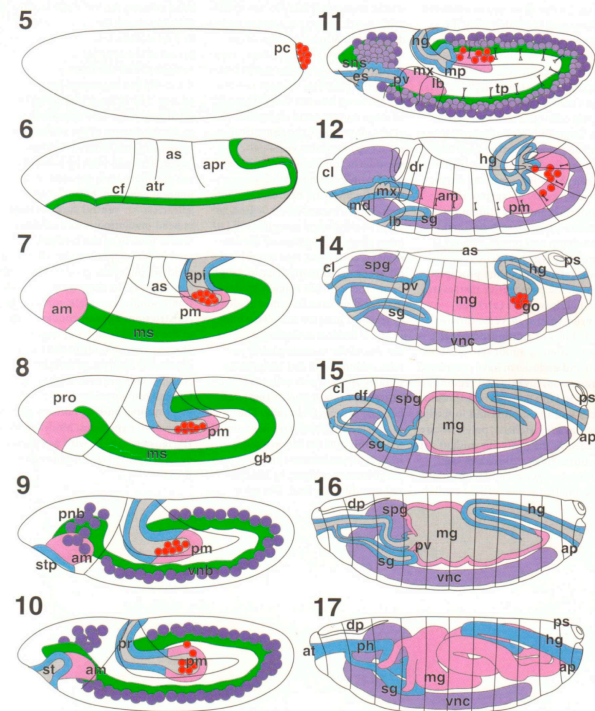 5
pc
6
as
apr
cf
atr
7
api
as
am
pm
ms
8
pro
pm
ms
gb
9
pnb
pm
am
stp
vnb
10
pr
pm
st
am
11
hg
sns
mx
mp
es
pv
lb
tp
12
dr
hg
cl
mx
am
md
pm
lb
sg
14
as
ps
cl
spg
hg
pv
mg
go
sg
vnc
15
cl
df
spg
ps
mg
ap
sg
16
dp
spg
mg
hg
pv
ap
sg
vnc
17
dp
ps
at
ph
hg
ap
mg
sg
vnc